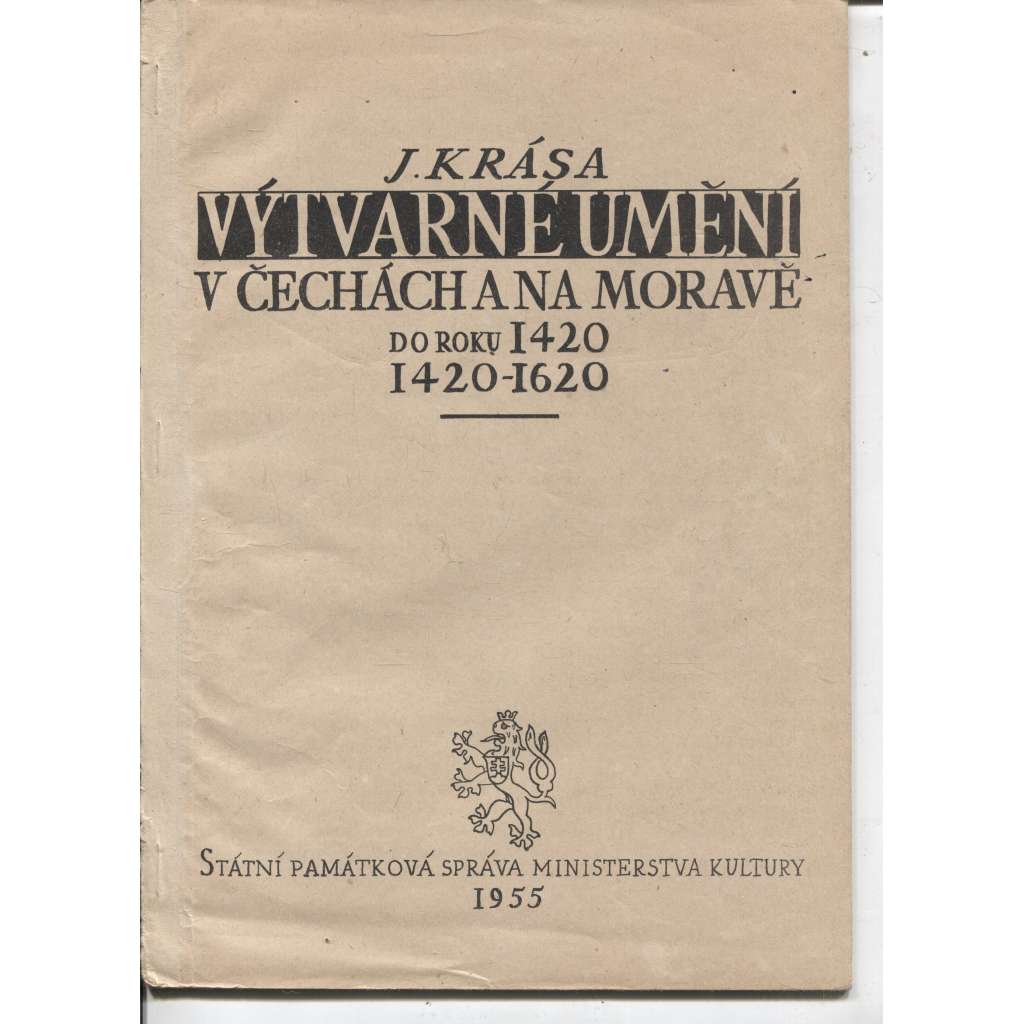 J. KRÁSA
VÝTVARNÉ UMĚNÍ
V ČECHÁCH A NA MORAVĚ
DO ROKU 1420
1420-1620
STÁTNÍ PAMÁTKOVÁ SPRÁVA MINISTERSTVA KULTURY
1955